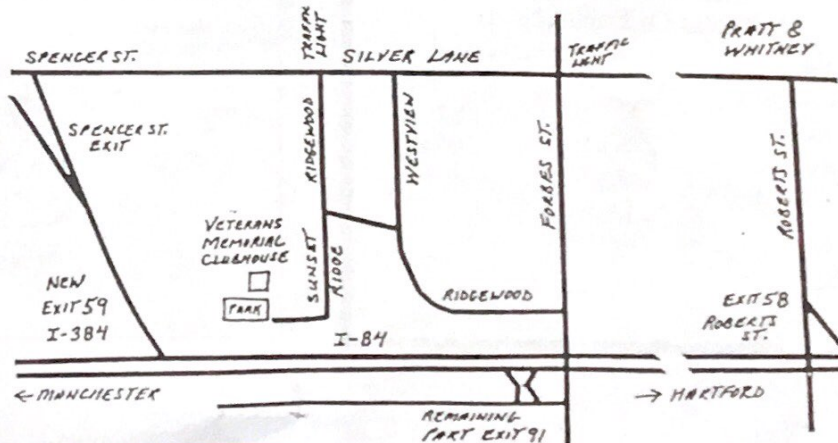 SPENCER ST.
TRAFFIC
LIGHT
SILVER LANE
TRAFFIC
LIGHT
PRATT &
WHITNEY
SPENCER ST.
EXIT
RIDGEWOOD
WESTVIEW
FORBES ST.
ROBERTS ST.
VETERANS
MEMORIAL
CLUBHOUSE
SUNSET
RIDGE
PARK
RIDGEWOOD
NEW
EXIT 59
I-384
I-84
EXIT 58
ROBERTS
ST.
← MANCHESTER
→ HARTFORD
REMAINING
PART EXIT 91